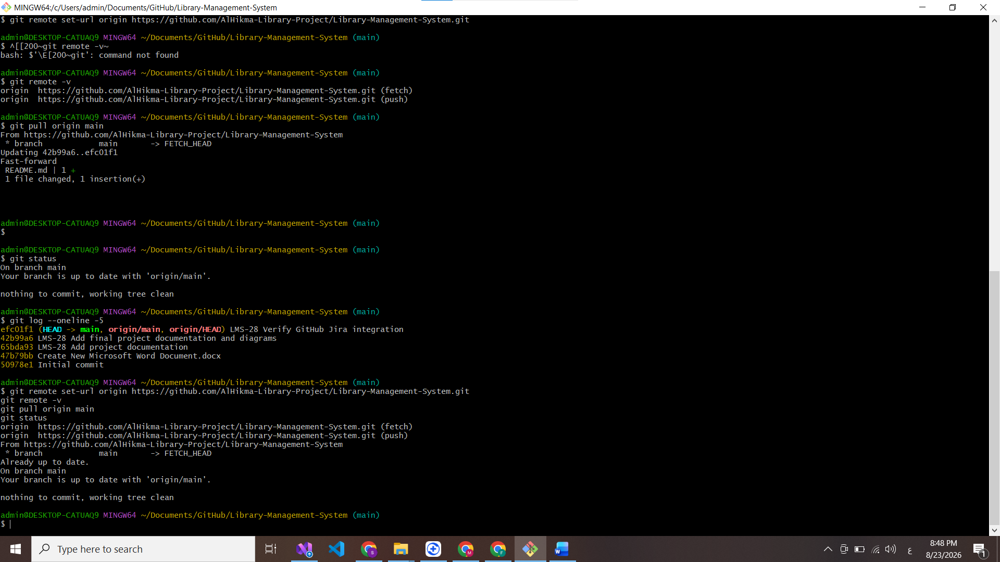 MINGW64:/c/Users/admin/Documents/GitHub/Library-Management-System
$ git remote set-url origin https://github.com/AlHikma-Library-Project/Library-Management-System.git
admin@DESKTOP-CATUAQ9 MINGW64 ~/Documents/GitHub/Library-Management-System (main)
$ ^[[200~git remote -v~
bash: $'\E[200~git': command not found
admin@DESKTOP-CATUAQ9 MINGW64 ~/Documents/GitHub/Library-Management-System (main)
$ git remote -v
origin  https://github.com/AlHikma-Library-Project/Library-Management-System.git (fetch)
origin  https://github.com/AlHikma-Library-Project/Library-Management-System.git (push)
admin@DESKTOP-CATUAQ9 MINGW64 ~/Documents/GitHub/Library-Management-System (main)
$ git pull origin main
From https://github.com/AlHikma-Library-Project/Library-Management-System
 * branch            main       -> FETCH_HEAD
Updating 42b99a6..efc01f1
Fast-forward
 README.md | 1 +
 1 file changed, 1 insertion(+)
admin@DESKTOP-CATUAQ9 MINGW64 ~/Documents/GitHub/Library-Management-System (main)
$
admin@DESKTOP-CATUAQ9 MINGW64 ~/Documents/GitHub/Library-Management-System (main)
$ git status
On branch main
Your branch is up to date with 'origin/main'.
nothing to commit, working tree clean
admin@DESKTOP-CATUAQ9 MINGW64 ~/Documents/GitHub/Library-Management-System (main)
$ git log --oneline -5
efc01f1 (HEAD -> main, origin/main, origin/HEAD) LMS-28 Verify GitHub Jira integration
42b99a6 LMS-28 Add final project documentation and diagrams
65bda93 LMS-28 Add project documentation
47b79bb Create New Microsoft Word Document.docx
50978e1 Initial commit
admin@DESKTOP-CATUAQ9 MINGW64 ~/Documents/GitHub/Library-Management-System (main)
$ git remote set-url origin https://github.com/AlHikma-Library-Project/Library-Management-System.git
git remote -v
git pull origin main
git status
origin  https://github.com/AlHikma-Library-Project/Library-Management-System.git (fetch)
origin  https://github.com/AlHikma-Library-Project/Library-Management-System.git (push)
From https://github.com/AlHikma-Library-Project/Library-Management-System
 * branch            main       -> FETCH_HEAD
Already up to date.
On branch main
Your branch is up to date with 'origin/main'.
nothing to commit, working tree clean
admin@DESKTOP-CATUAQ9 MINGW64 ~/Documents/GitHub/Library-Management-System (main)
$
Type here to search
S
M
F
W
ع
8:48 PM
8/23/2026
1